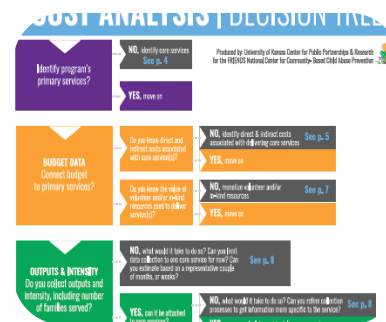 COST ANALYSIS | DECISION TREE
Produced by: University of Kansas Center for Public Partnerships & Research
for the FRIENDS National Center for Community- Based Child Abuse Prevention
Identify program's
primary services?
NO, identify core services
See p. 4
YES, move on
BUDGET DATA
Connect budget
to primary services?
Do you know direct and
indirect costs
associated with core
service(s)?
NO, identify direct & indirect costs
associated with delivering core services
See p. 5
YES, move on
Do you know the value of
volunteer and/or in-kind
resources used to deliver
service(s)?
NO, monetize volunteer and/or
in-kind resources
See p. 7
YES, move on
OUTPUTS & INTENSITY
Do you collect outputs and
intensity, including number
of families served?
NO, what would it take to do so? Can you limit
data collection to one core service for now? Can
you estimate based on a representative couple
of months, or weeks?
See p. 8
YES, can it be attached
NO, what would it take to do so? Can you refine collection
processes to get information more specific to the service?
See p. 8